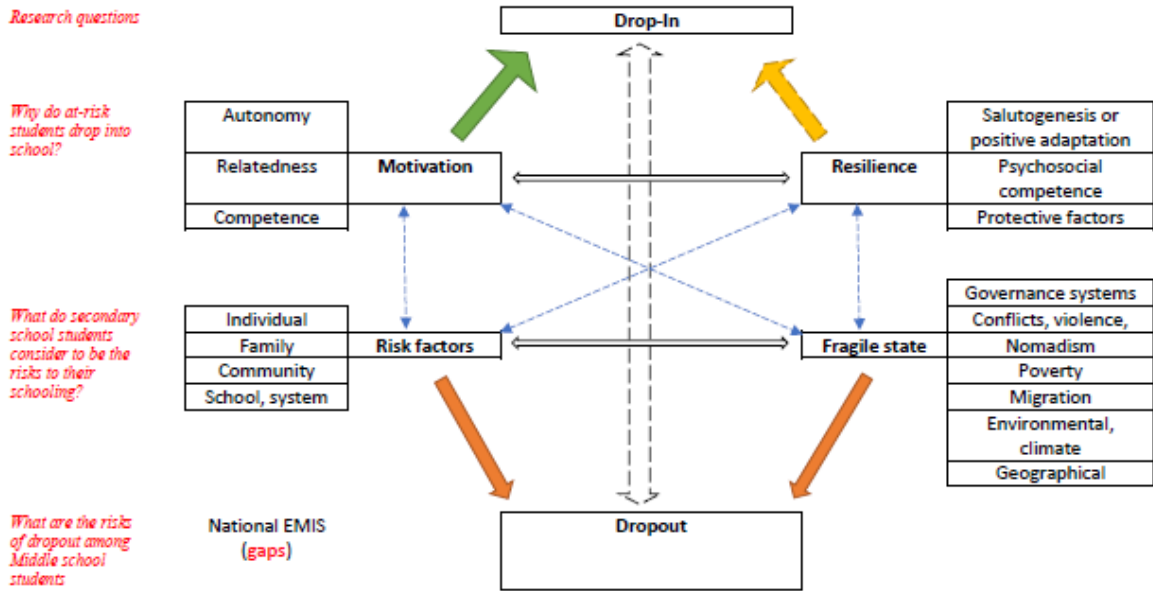 Research questions
Drop-In
Why do at-risk
students drop into
school?
Autonomy
Relatedness
Competence
Motivation
Resilience
Salutogenesis or
positive adaptation
Psychosocial
competence
Protective factors
What do secondary
school students
consider to be the
risks to their
schooling?
Individual
Family
Community
School, system
Risk factors
Fragile state
Governance systems
Conflicts, violence,
Nomadism
Poverty
Migration
Environmental,
climate
Geographical
What are the risks
of dropout among
Middle school
students
National EMIS
(gaps)
Dropout